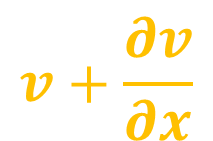 v + ∂v/∂x